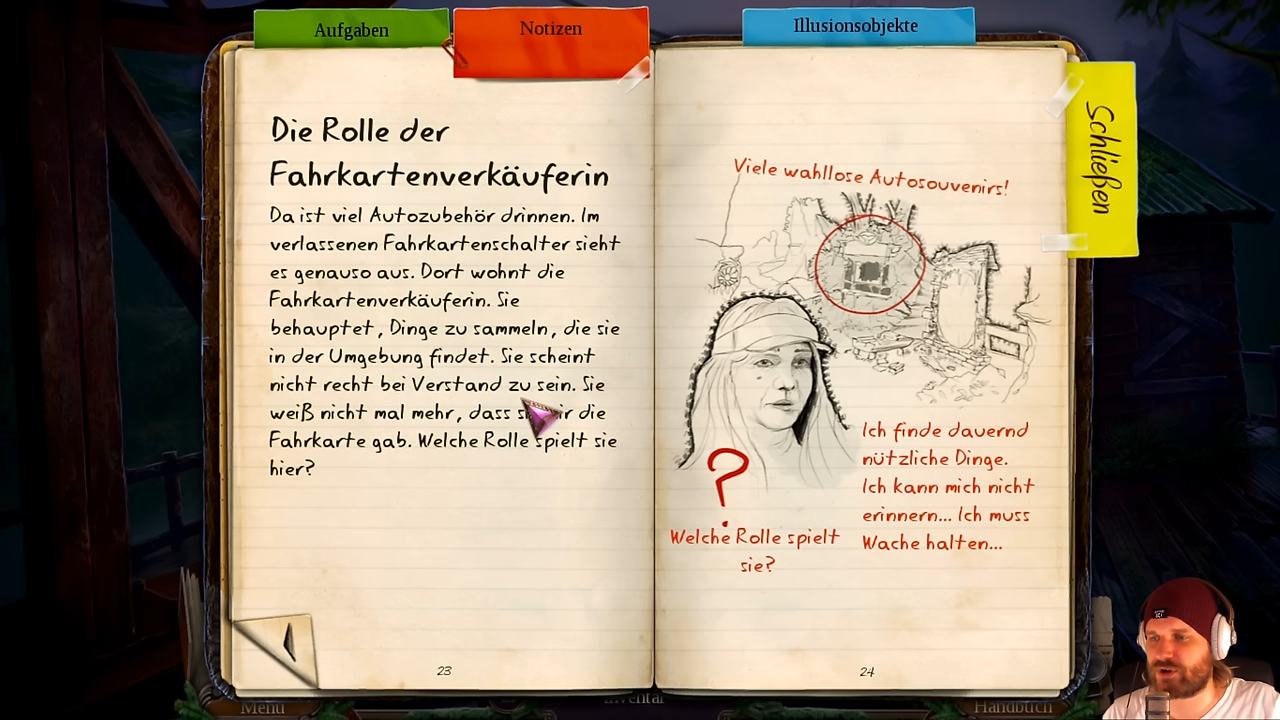 Aufgaben
Notizen
Illusionsobjekte
Schließen
Die Rolle der
Fahrkartenverkäuferin
Da ist viel Autozubehör drinnen. Im
verlassenen Fahrkartenschalter sieht
es genauso aus. Dort wohnt die
Fahrkartenverkäuferin. Sie
behauptet, Dinge zu sammeln, die sie
in der Umgebung findet. Sie scheint
nicht recht bei Verstand zu sein. Sie
weiß nicht mal mehr, dass die
Fahrkarte gab. Welche Rolle spielt sie
hier?
23
Viele wahllose Autosouvenirs!
?
Welche Rolle spielt
sie?
Ich finde dauernd
nützliche Dinge.
Ich kann mich nicht
erinnern... Ich muss
Wache halten...
24
Menü
Inventar
Handbuch